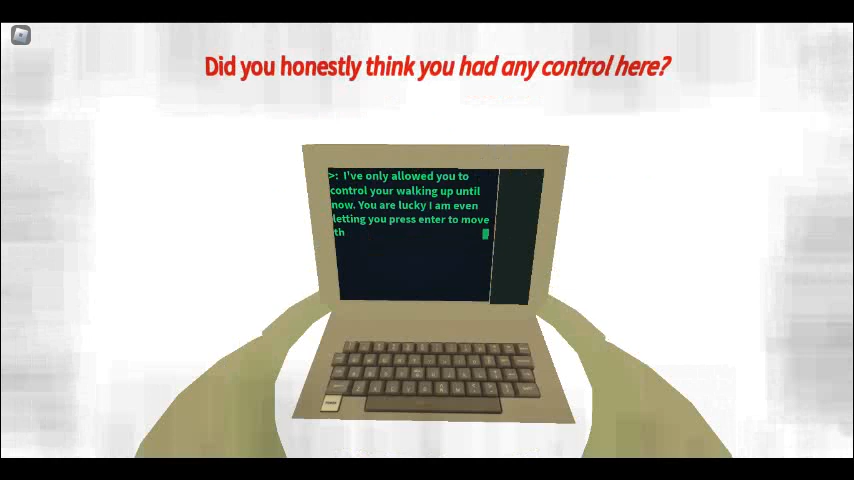 Did you honestly think you had any control here?
>: I've only allowed you to
control your walking up until
now. You are lucky I am even
letting you press enter to move
th